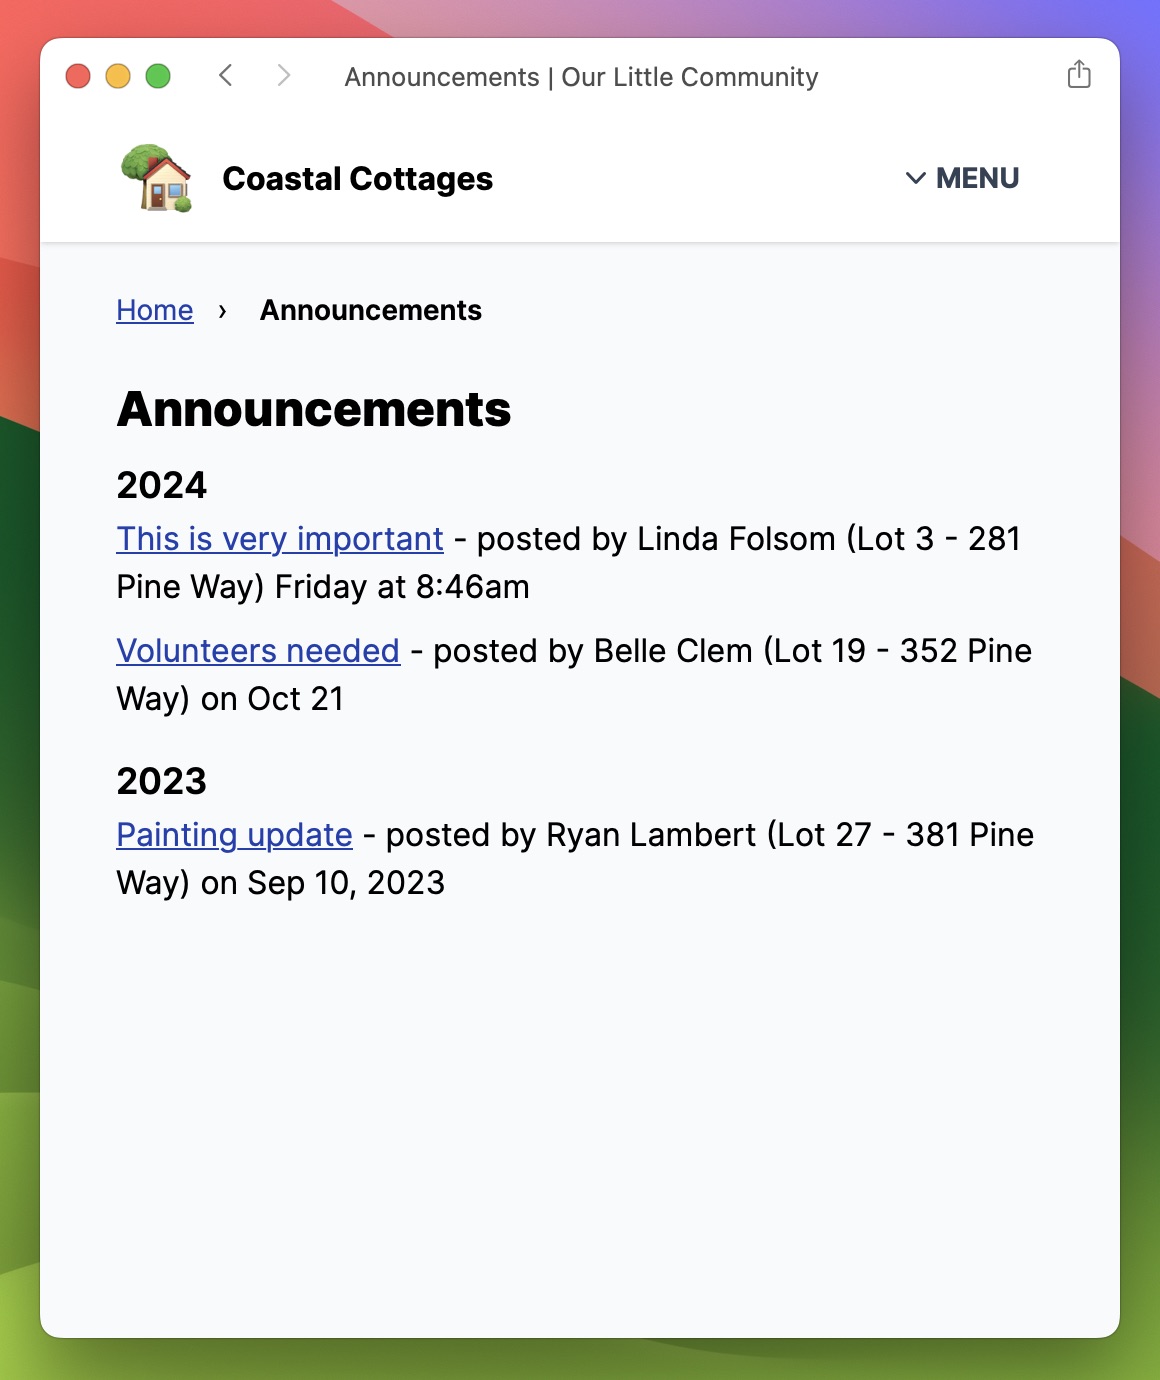 Announcements | Our Little Community
Coastal Cottages
MENU
Home › Announcements
Announcements
2024
This is very important - posted by Linda Folsom (Lot 3 - 281
Pine Way) Friday at 8:46am
Volunteers needed - posted by Belle Clem (Lot 19 - 352 Pine
Way) on Oct 21
2023
Painting update - posted by Ryan Lambert (Lot 27 - 381 Pine
Way) on Sep 10, 2023